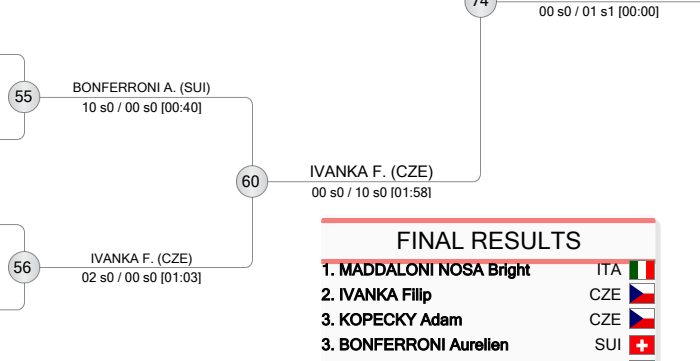 74
00 s0 / 01 s1 [00:00]
55
BONFERRONI A. (SUI)
10 s0 / 00 s0 [00:40]
60
IVANKA F. (CZE)
00 s0 / 10 s0 [01:58]
56
IVANKA F. (CZE)
02 s0 / 00 s0 [01:03]
FINAL RESULTS
1. MADDALONI NOSA Bright ITA
2. IVANKA Filip CZE
3. KOPECKY Adam CZE
3. BONFERRONI Aurelien SUI